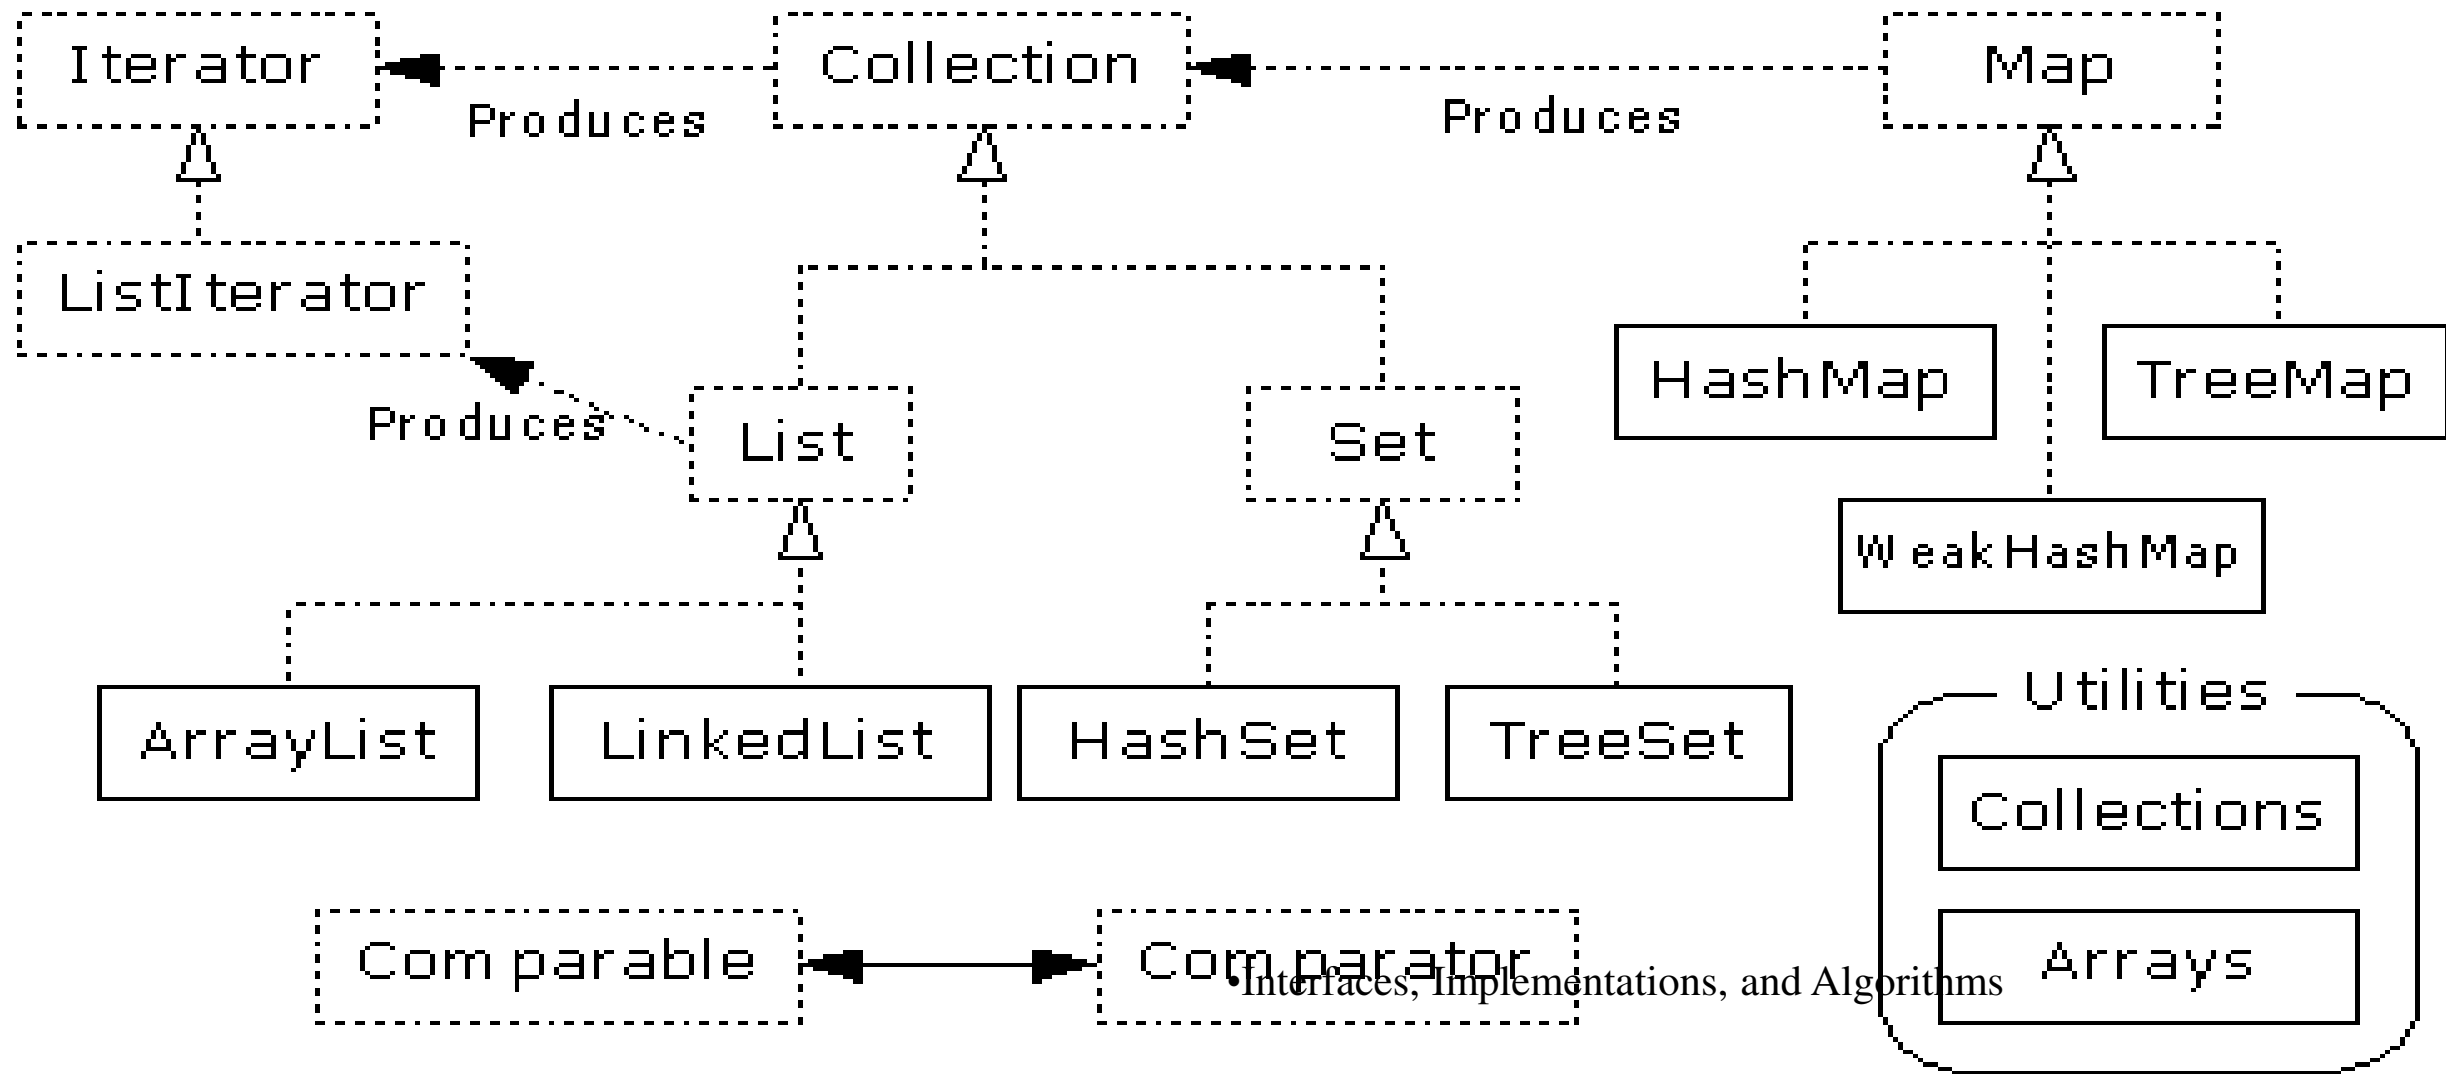 Iterator
Collection
Map
Produces
Produces
ListIterator
HashMap
TreeMap
Produces
List
Set
WeakHashMap
Utilities
ArrayList
LinkedList
HashSet
TreeSet
Collections
Comparable
Comparator
Arrays
•Interfaces, Implementations, and Algorithms